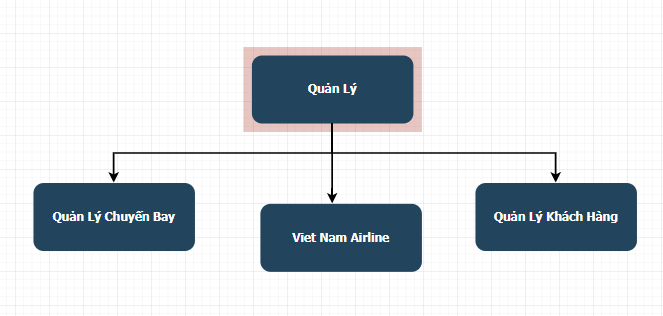 Quản Lý
Quản Lý Chuyến Bay
Viet Nam Airline
Quản Lý Khách Hàng